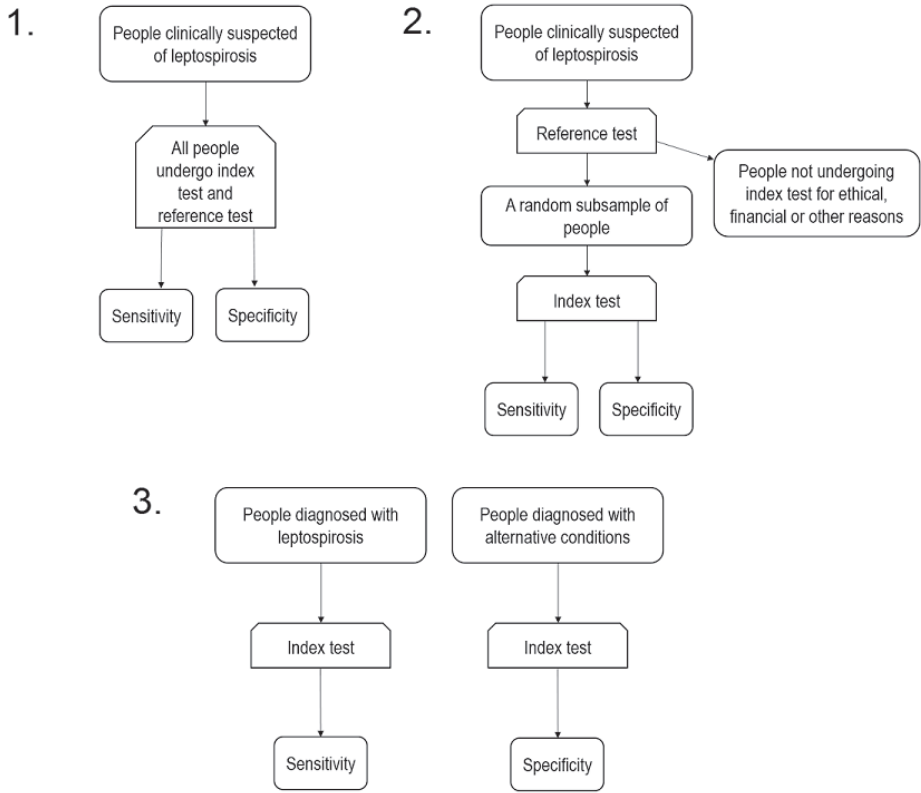 1.
People clinically suspected
of leptospirosis
All people
undergo index
test and
reference test
Sensitivity
Specificity
2.
People clinically suspected
of leptospirosis
Reference test
People not undergoing
index test for ethical,
financial or other reasons
A random subsample of
people
Index test
Sensitivity
Specificity
3.
People diagnosed with
leptospirosis
Index test
Sensitivity
People diagnosed with
alternative conditions
Index test
Specificity